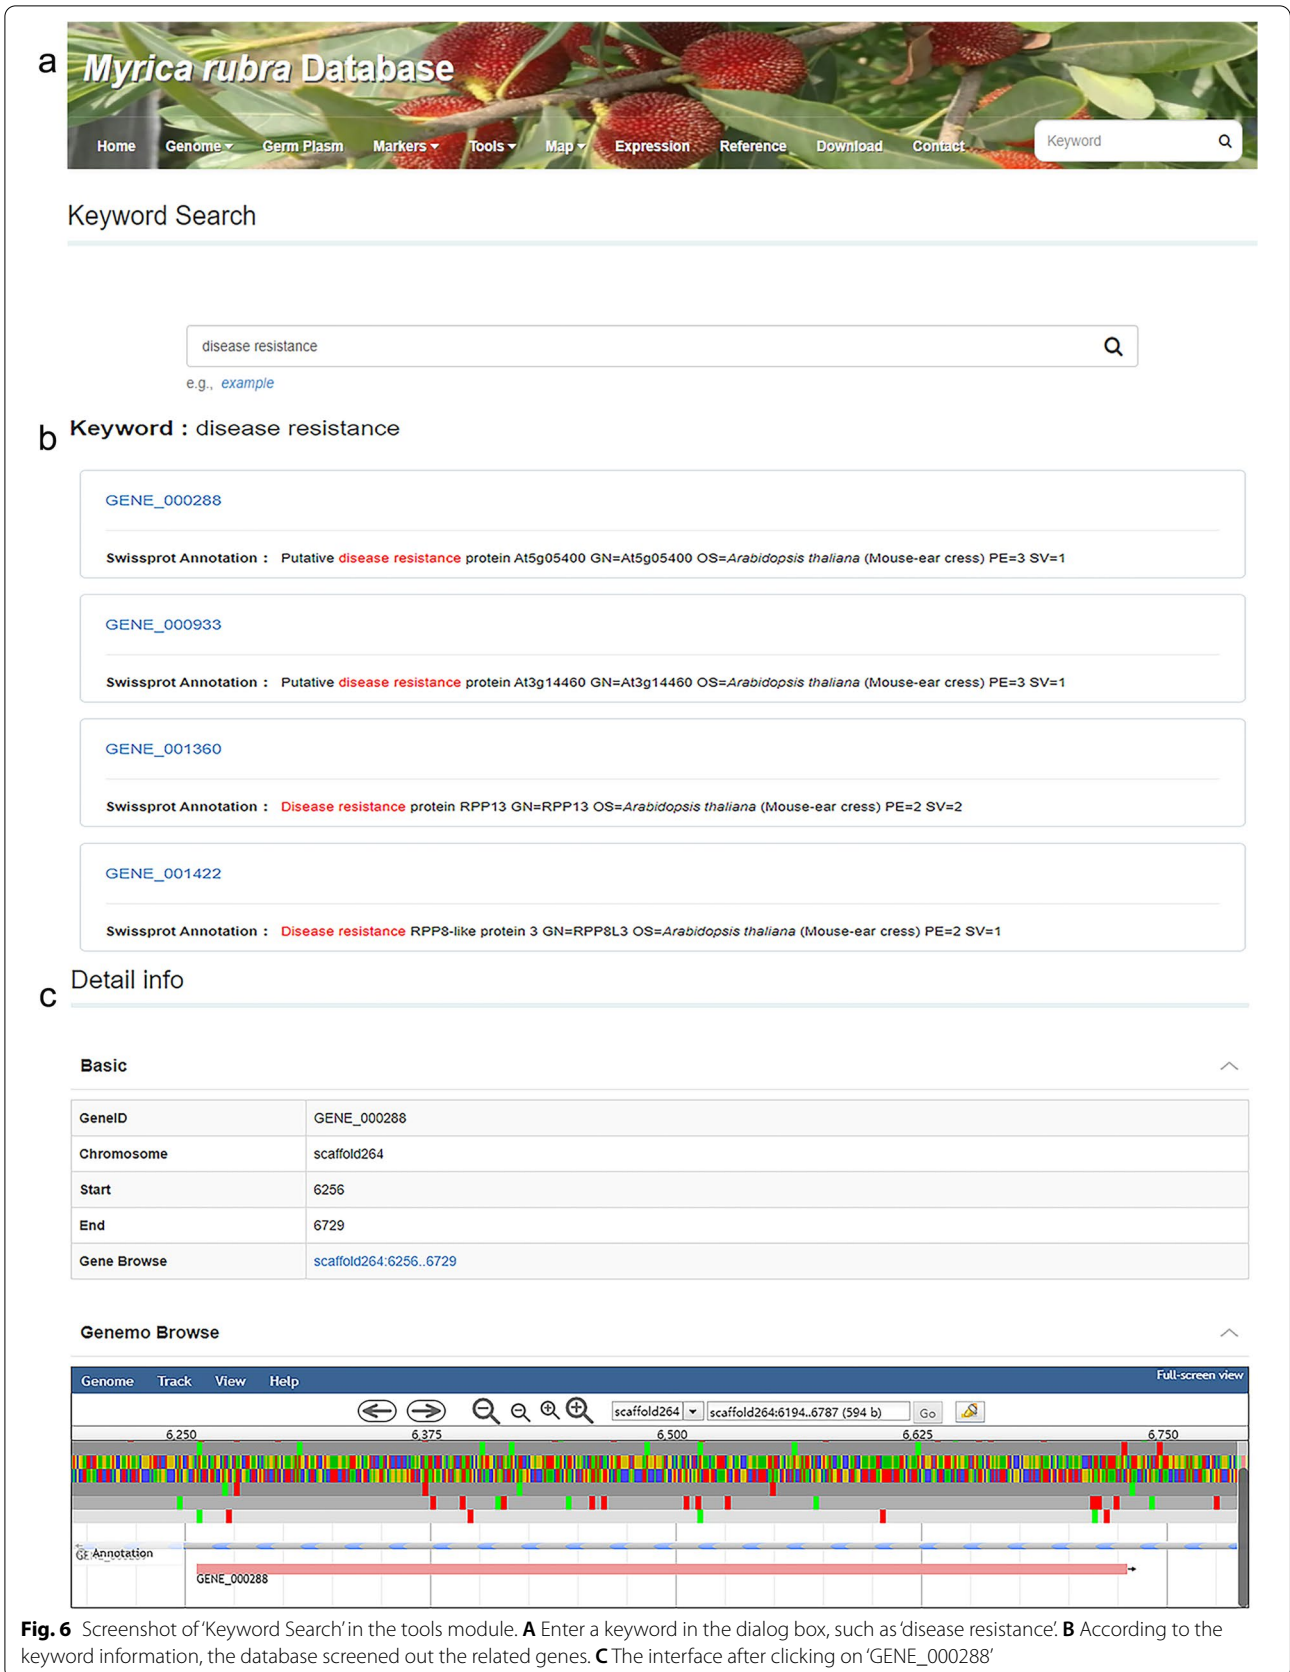 a
Myrica rubra Database
Home Genome Germ Plasm Markers Tools Map Expression Reference Download Contact Keyword
Keyword Search
disease resistance
e.g., example
b
Keyword : disease resistance
GENE_000288
Swissprot Annotation : Putative disease resistance protein At5g05400 GN=At5g05400 OS=Arabidopsis thaliana (Mouse-ear cress) PE=3 SV=1
GENE_000933
Swissprot Annotation : Putative disease resistance protein At3g14460 GN=At3g14460 OS=Arabidopsis thaliana (Mouse-ear cress) PE=3 SV=1
GENE_001360
Swissprot Annotation : Disease resistance protein RPP13 GN=RPP13 OS=Arabidopsis thaliana (Mouse-ear cress) PE=2 SV=2
GENE_001422
Swissprot Annotation : Disease resistance RPP8-like protein 3 GN=RPP8L3 OS=Arabidopsis thaliana (Mouse-ear cress) PE=2 SV=1
c
Detail info
Basic
GeneID GENE_000288
Chromosome scaffold264
Start 6256
End 6729
Gene Browse scaffold264:6256..6729
Genemo Browse
Genome Track View Help Full-screen view
scaffold264 scaffold264:6194..6787 (594 b) Go
6,250 6,375 6,500 6,625 6,750
Annotation
GENE_000288
Fig. 6 Screenshot of 'Keyword Search' in the tools module. A Enter a keyword in the dialog box, such as 'disease resistance'. B According to the
keyword information, the database screened out the related genes. C The interface after clicking on 'GENE_000288'